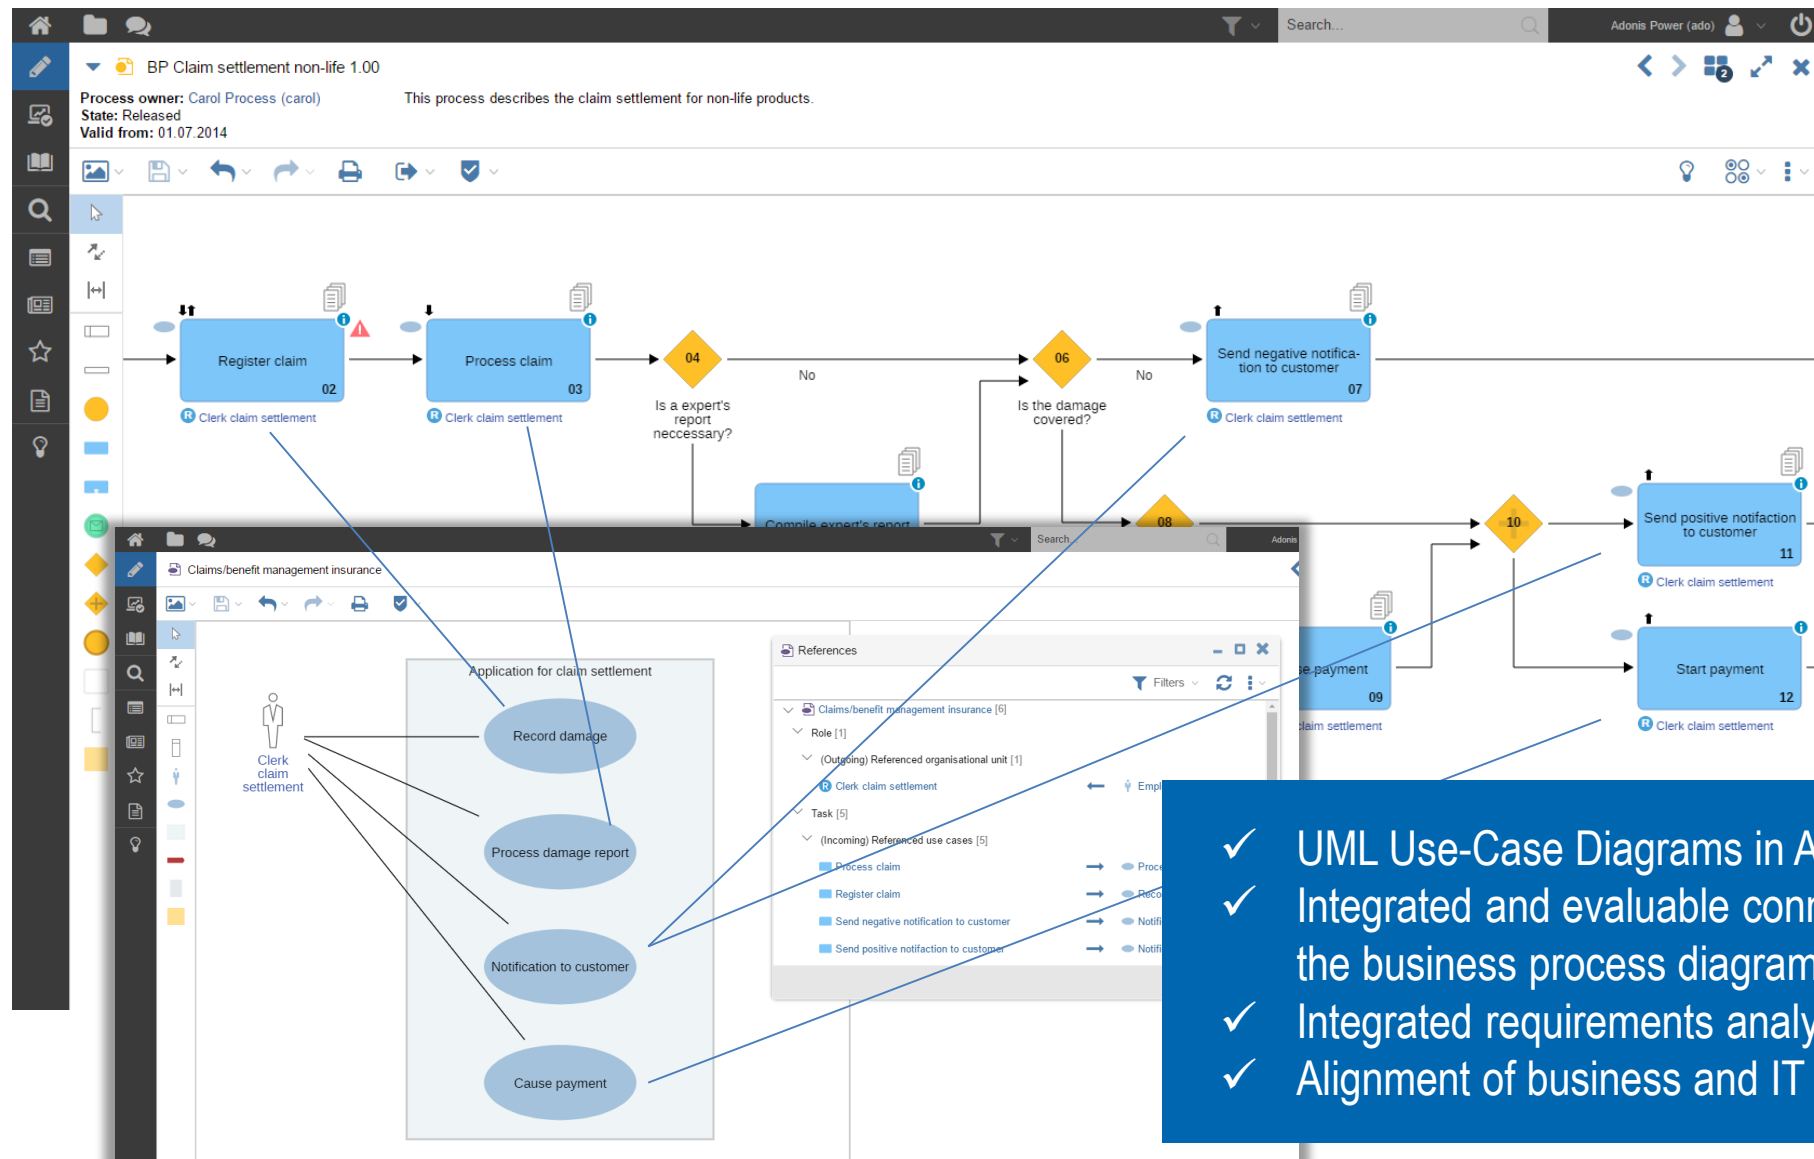 Search...
Adonis Power (ado)
BP Claim settlement non-life 1.00
2
Process owner: Carol Process (carol)
This process describes the claim settlement for non-life products.
State: Released
Valid from: 01.07.2014
Register claim
02
R Clerk claim settlement
Process claim
03
R Clerk claim settlement
04
No
Is a expert's
report
neccessary?
06
No
Is the damage
covered?
Send negative notifica-
tion to customer
07
R Clerk claim settlement
Compile expert's report
08
10
Send positive notifaction
to customer
11
R Clerk claim settlement
se payment
09
claim settlement
Start payment
12
R Clerk claim settlement
Search...
Adonis
Claims/benefit management insurance
Application for claim settlement
Clerk
claim
settlement
Record damage
Process damage report
Notification to customer
Cause payment
References
Filters
Claims/benefit management insurance [6]
Role [1]
(Outgoing) Referenced organisational unit [1]
R Clerk claim settlement
Empl
Task [5]
(Incoming) Referenced use cases [5]
Process claim
Proce
Register claim
Reco
Send negative notification to customer
Notifi
Send positive notifaction to customer
Notifi
✓ UML Use-Case Diagrams in A
✓ Integrated and evaluable conn
the business process diagram
✓ Integrated requirements analy
✓ Alignment of business and IT